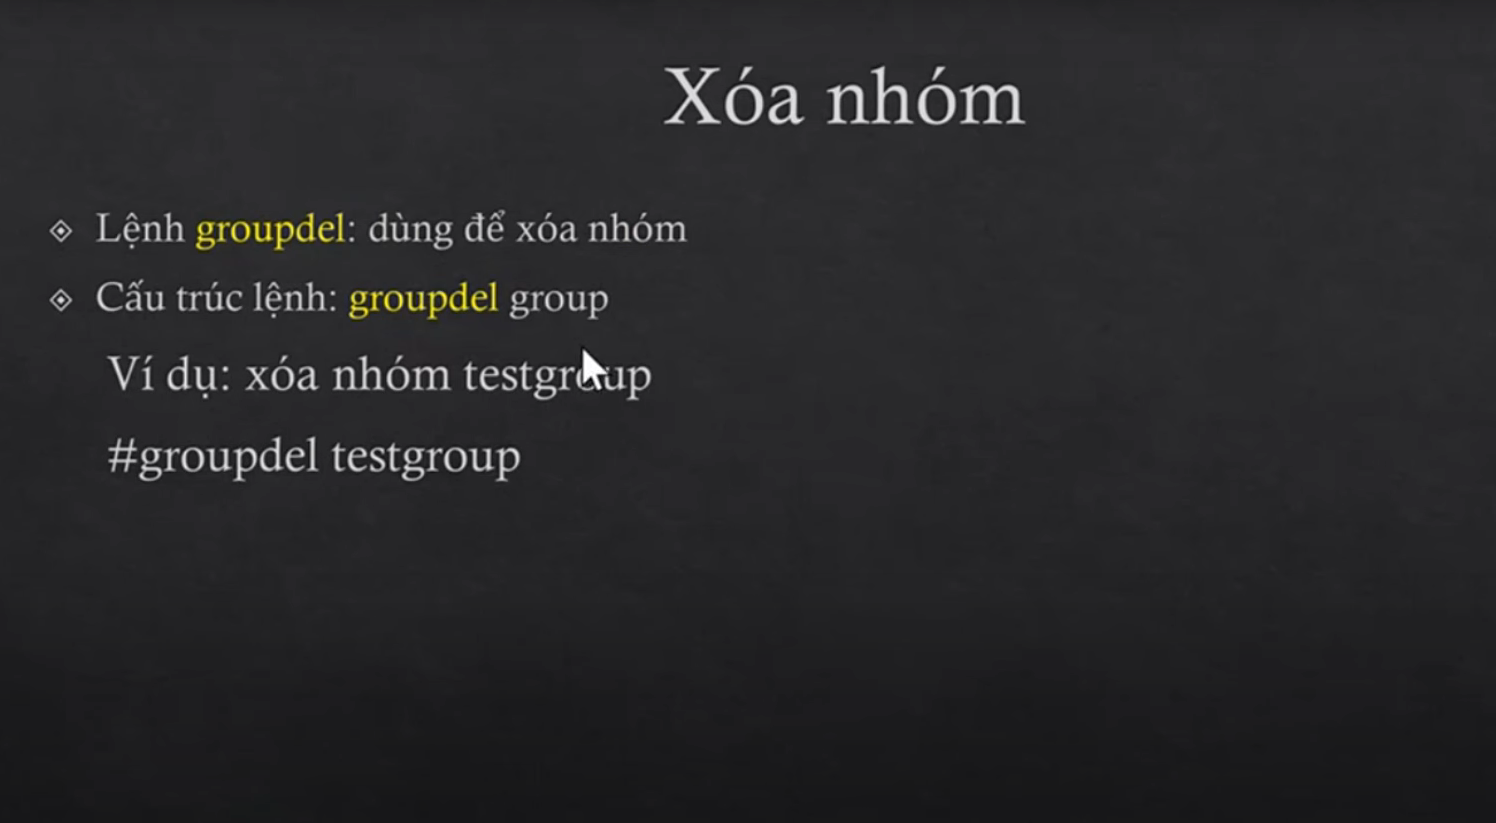 Xóa nhóm
Lệnh groupdel: dùng để xóa nhóm
Cấu trúc lệnh: groupdel group
Ví dụ: xóa nhóm testgroup
#groupdel testgroup